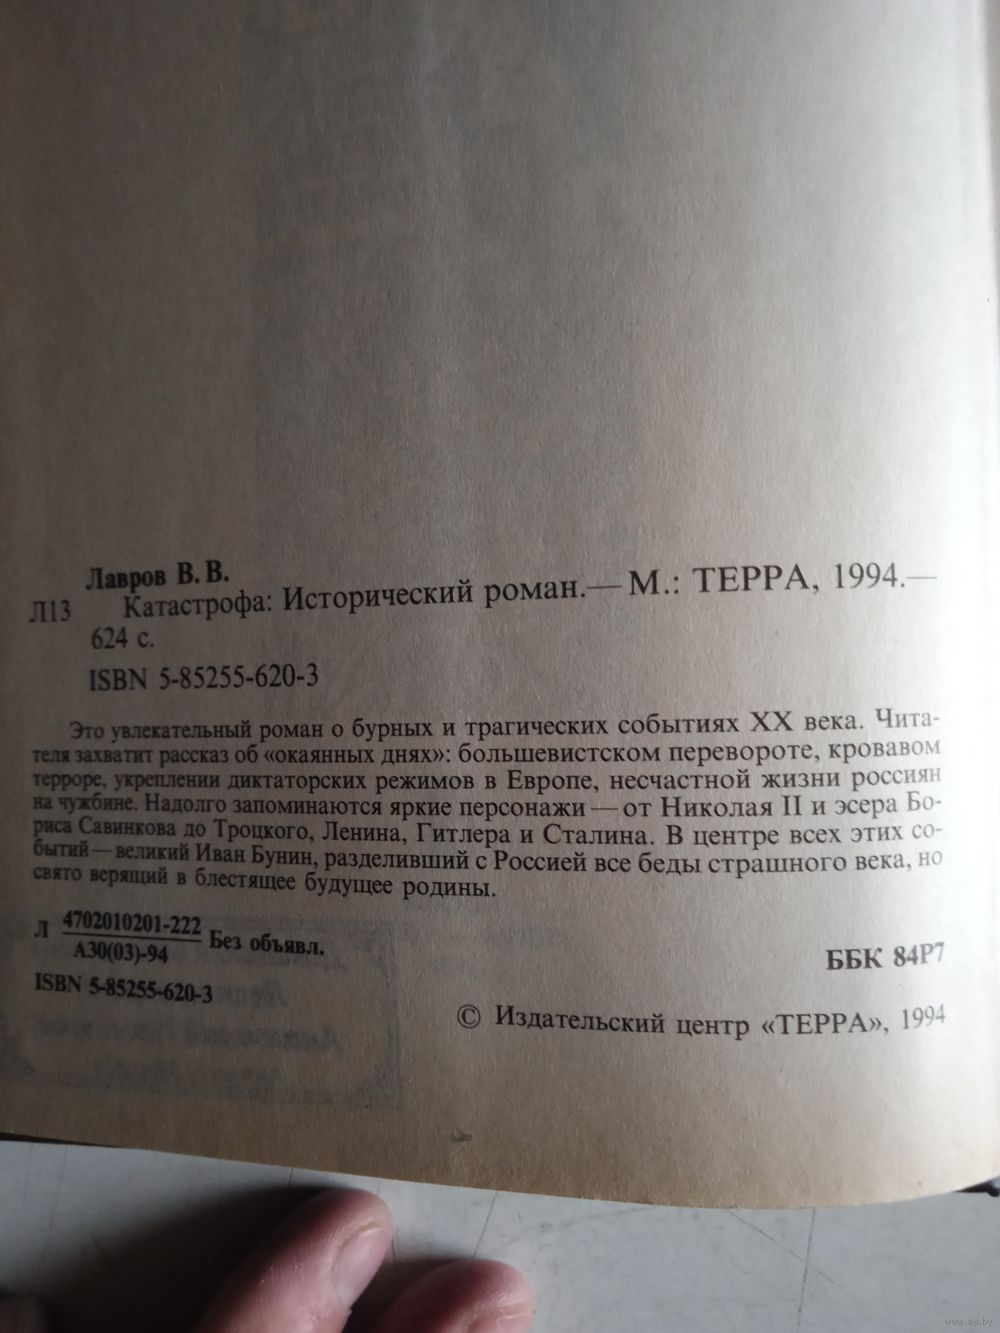 Лавров В. В.
Л13 Катастрофа: Исторический роман.— М.: ТЕРРА, 1994.—
624 с.
ISBN 5-85255-620-3
Это увлекательный роман о бурных и трагических событиях XX века. Чита-
теля захватит рассказ об «окаянных днях»: большевистском перевороте, кровавом
терроре, укреплении диктаторских режимов в Европе, несчастной жизни россиян
на чужбине. Надолго запоминаются яркие персонажи — от Николая II и эсера Бо-
риса Савинкова до Троцкого, Ленина, Гитлера и Сталина. В центре всех этих со-
бытий — великий Иван Бунин, разделивший с Россией все беды страшного века, но
свято верящий в блестящее будущее родины.
Л 4702010201-222
А30(03)-94 Без объявл.
ББК 84Р7
ISBN 5-85255-620-3
© Издательский центр «ТЕРРА», 1994
www.ay.by